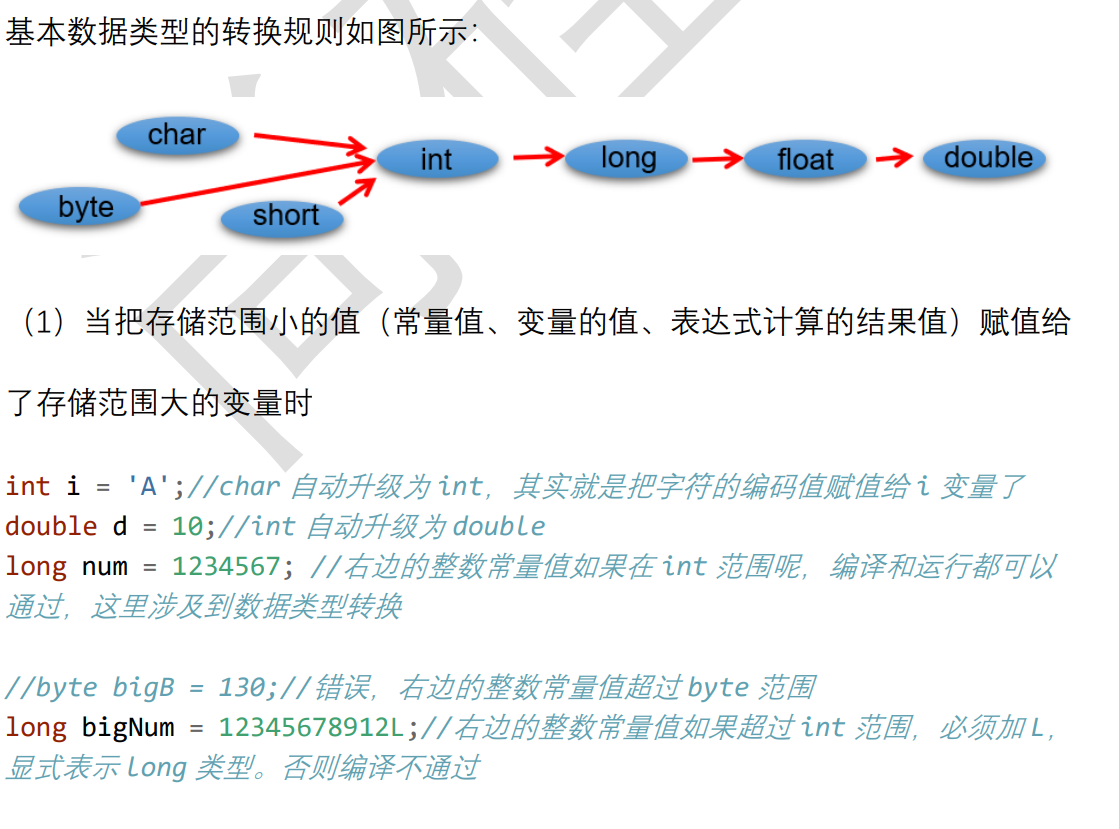 基本数据类型的转换规则如图所示：
char
int
long
float
double
byte
short
（1）当把存储范围小的值（常量值、变量的值、表达式计算的结果值）赋值给
了存储范围大的变量时
int i = 'A';//char 自动升级为 int，其实就是把字符的编码值赋值给 i 变量了
double d = 10;//int 自动升级为 double
long num = 1234567; //右边的整数常量值如果在 int 范围呢，编译和运行都可以
通过，这里涉及到数据类型转换
//byte bigB = 130;//错误，右边的整数常量值超过 byte 范围
long bigNum = 12345678912L;//右边的整数常量值如果超过 int 范围，必须加 L，
显式表示 long 类型。否则编译不通过